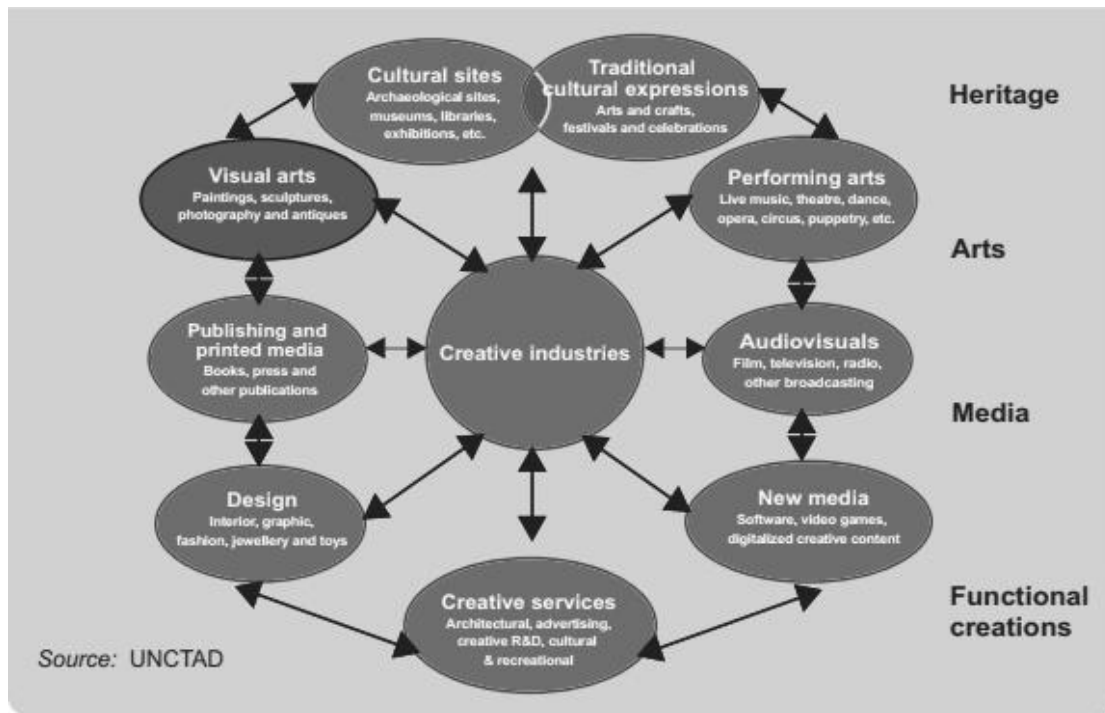 Cultural sites
Archaeological sites,
museums, libraries,
exhibitions, etc.
Traditional
cultural expressions
Arts and crafts,
festivals and celebrations
Heritage
Visual arts
Paintings, sculptures,
photography and antiques
Performing arts
Live music, theatre, dance,
opera, circus, puppetry, etc.
Arts
Publishing and
printed media
Books, press and
other publications
Creative industries
Audiovisuals
Film, television, radio,
other broadcasting
Media
Design
Interior, graphic,
fashion, jewellery and toys
New media
Software, video games,
digitalized creative content
Creative services
Architectural, advertising,
creative R&D, cultural
& recreational
Functional
creations
Source: UNCTAD